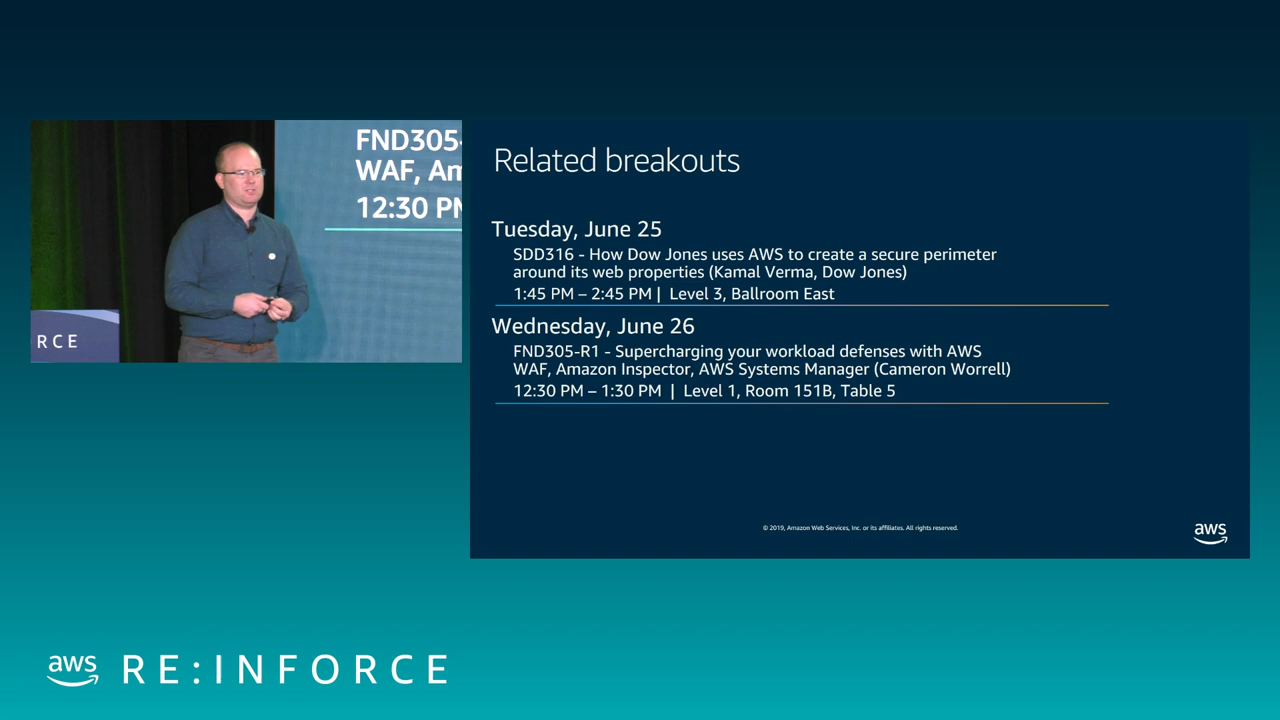 FND305-
WAF, Am
12:30 PM
RCE
Related breakouts
Tuesday, June 25
SDD316 - How Dow Jones uses AWS to create a secure perimeter
around its web properties (Kamal Verma, Dow Jones)
1:45 PM – 2:45 PM | Level 3, Ballroom East
Wednesday, June 26
FND305-R1 - Supercharging your workload defenses with AWS
WAF, Amazon Inspector, AWS Systems Manager (Cameron Worrell)
12:30 PM – 1:30 PM | Level 1, Room 151B, Table 5
© 2019, Amazon Web Services, Inc. or its affiliates. All rights reserved.
aws
aws RE:INFORCE